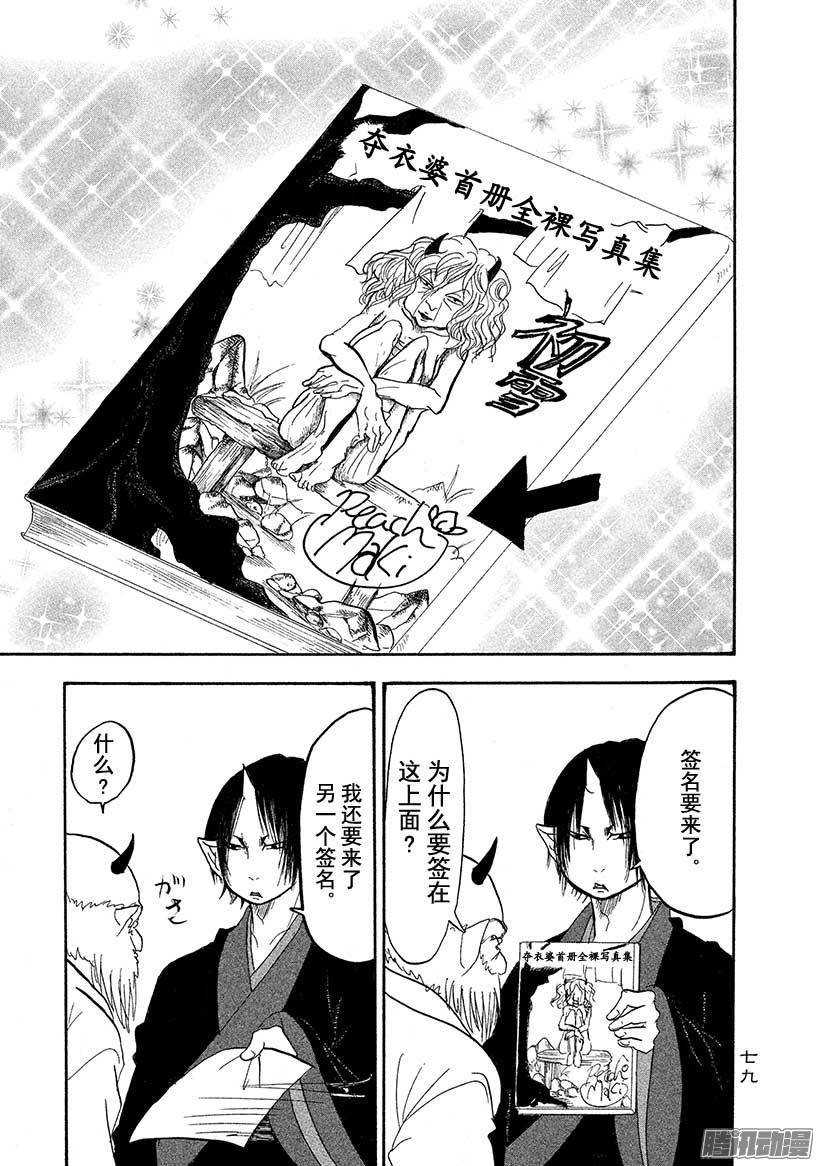 夺衣婆首册全裸写真集
初雪
Peach
Maki
签名要来了。
为什么要签在
这上面？
夺衣婆首册全裸写真集
Peach
Maki
我还要来了
另一个签名。
什么？
がさ
七九
腾讯动漫